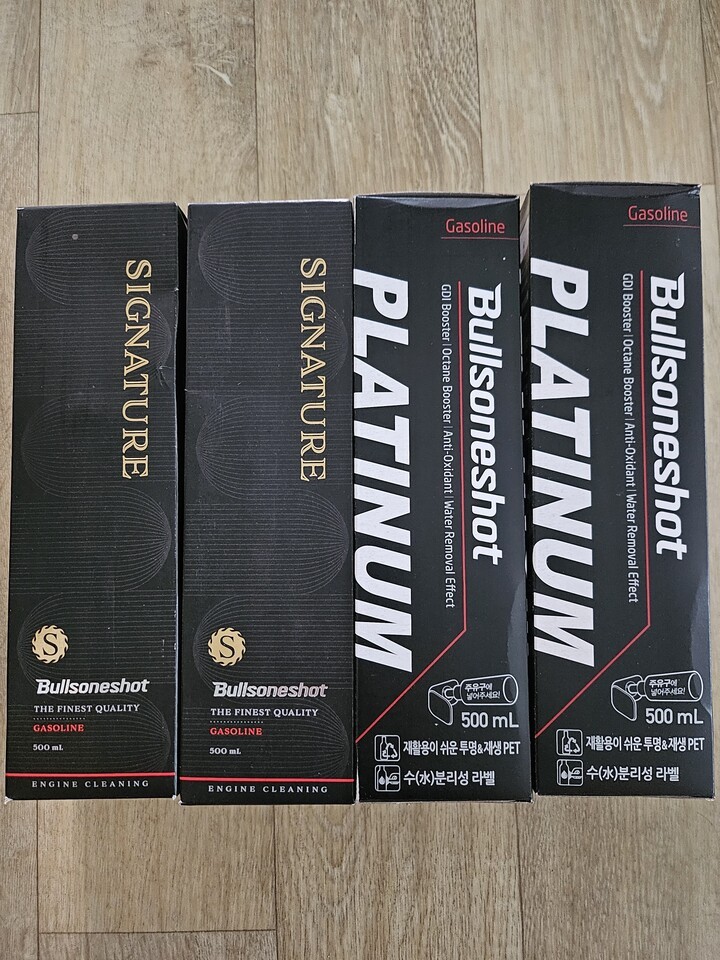 SIGNATURE
S
Bullsoneshot
THE FINEST QUALITY
GASOLINE
500 mL
ENGINE CLEANING
SIGNATURE
S
Bullsoneshot
THE FINEST QUALITY
GASOLINE
500 mL
ENGINE CLEANING
Gasoline
Bullsoneshot
GDI Booster | Octane Booster | Anti-Oxidant | Water Removal Effect
PLATINUM
주유구에
넣어주세요!
500 mL
재활용이 쉬운 투명&재생 PET
수(水)분리성 라벨
Gasoline
Bullsoneshot
GDI Booster | Octane Booster | Anti-Oxidant | Water Removal Effect
PLATINUM
주유구에
넣어주세요!
500 mL
재활용이 쉬운 투명&재생 PET
수(水)분리성 라벨